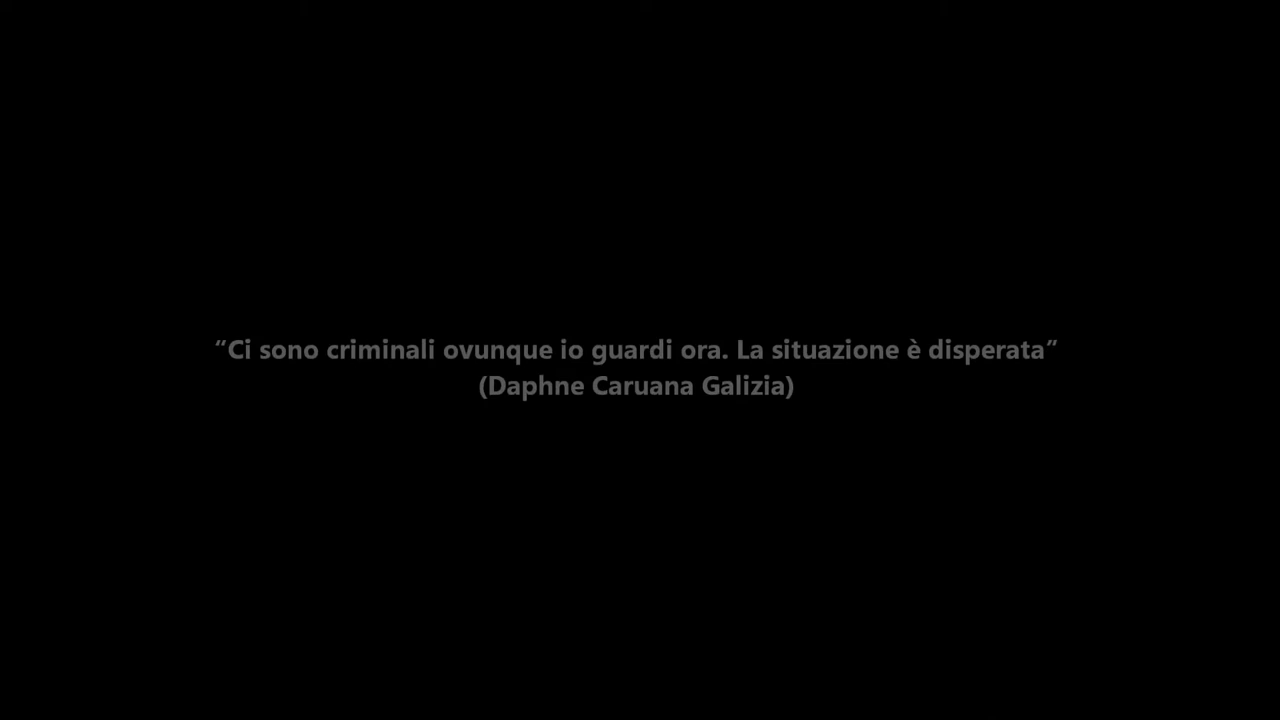 “Ci sono criminali ovunque io guardi ora. La situazione è disperata”
(Daphne Caruana Galizia)